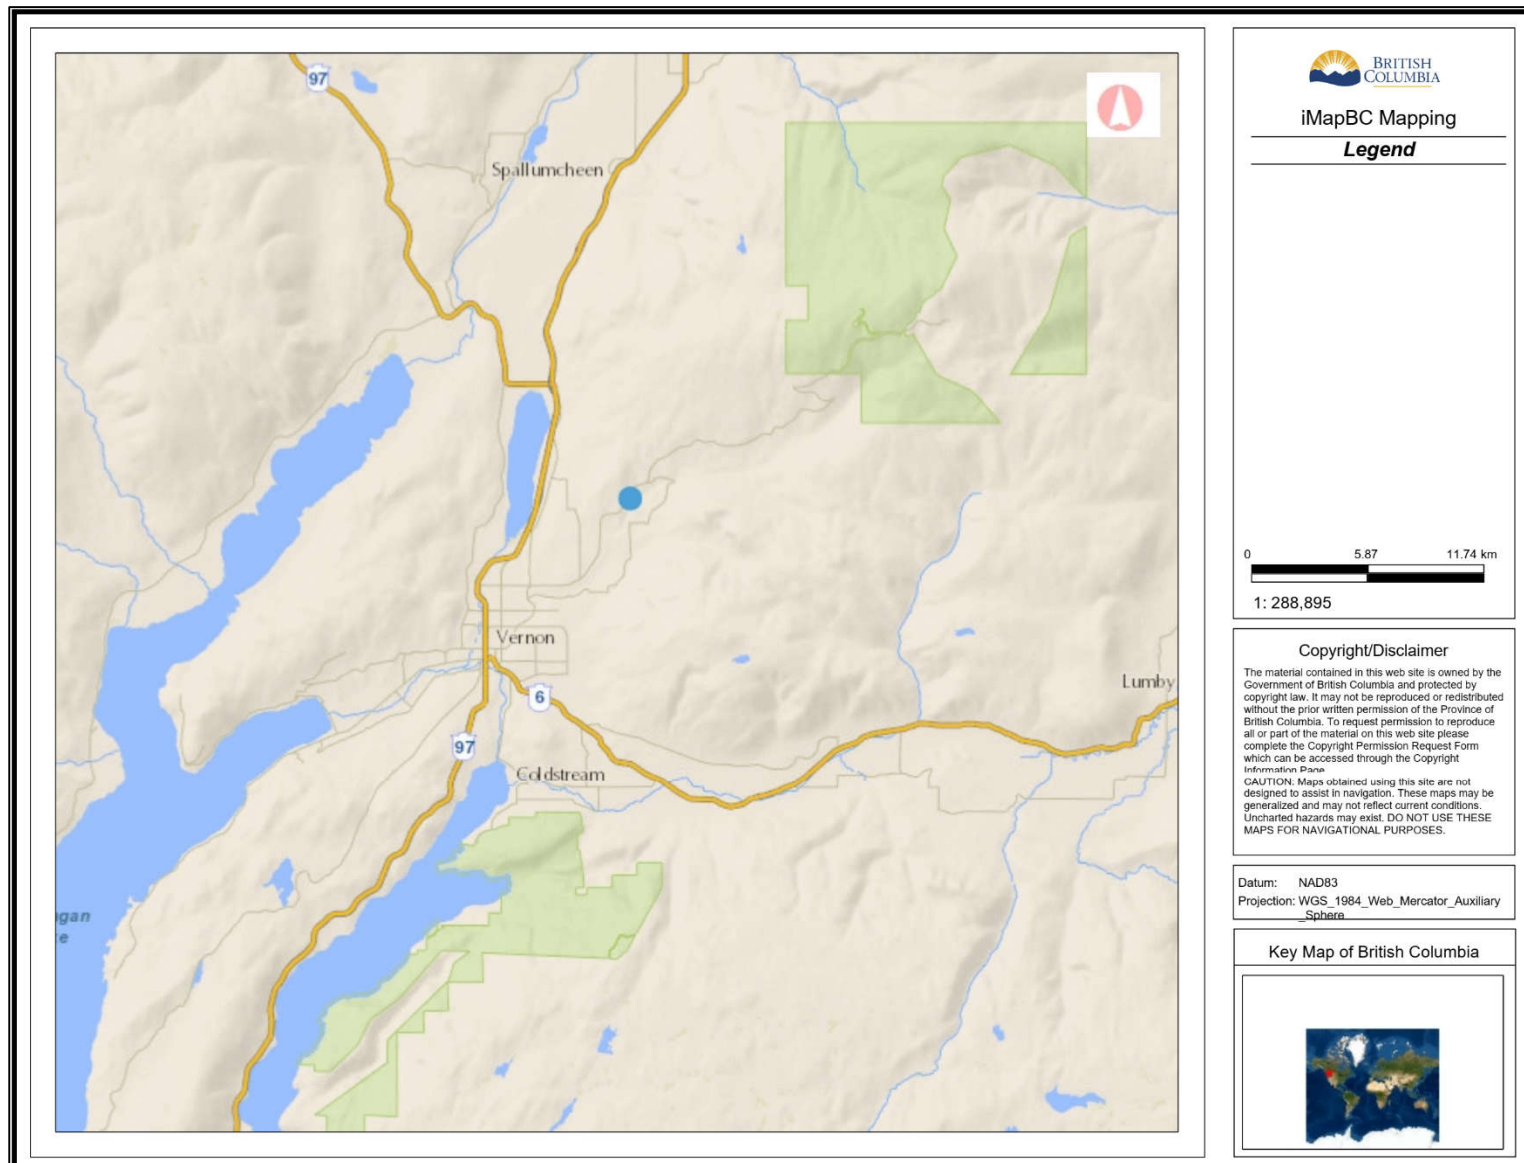 97
Spallumcheen
Vernon
6
Lumby
97
Coldstream
gan
e
BRITISH
COLUMBIA
iMapBC Mapping
Legend
0 5.87 11.74 km
1: 288,895
Copyright/Disclaimer
The material contained in this web site is owned by the
Government of British Columbia and protected by
copyright law. It may not be reproduced or redistributed
without the prior written permission of the Province of
British Columbia. To request permission to reproduce
all or part of the material on this web site please
complete the Copyright Permission Request Form
which can be accessed through the Copyright
Information Page
CAUTION: Maps obtained using this site are not
designed to assist in navigation. These maps may be
generalized and may not reflect current conditions.
Uncharted hazards may exist. DO NOT USE THESE
MAPS FOR NAVIGATIONAL PURPOSES.
Datum: NAD83
Projection: WGS_1984_Web_Mercator_Auxiliary
_Sphere
Key Map of British Columbia